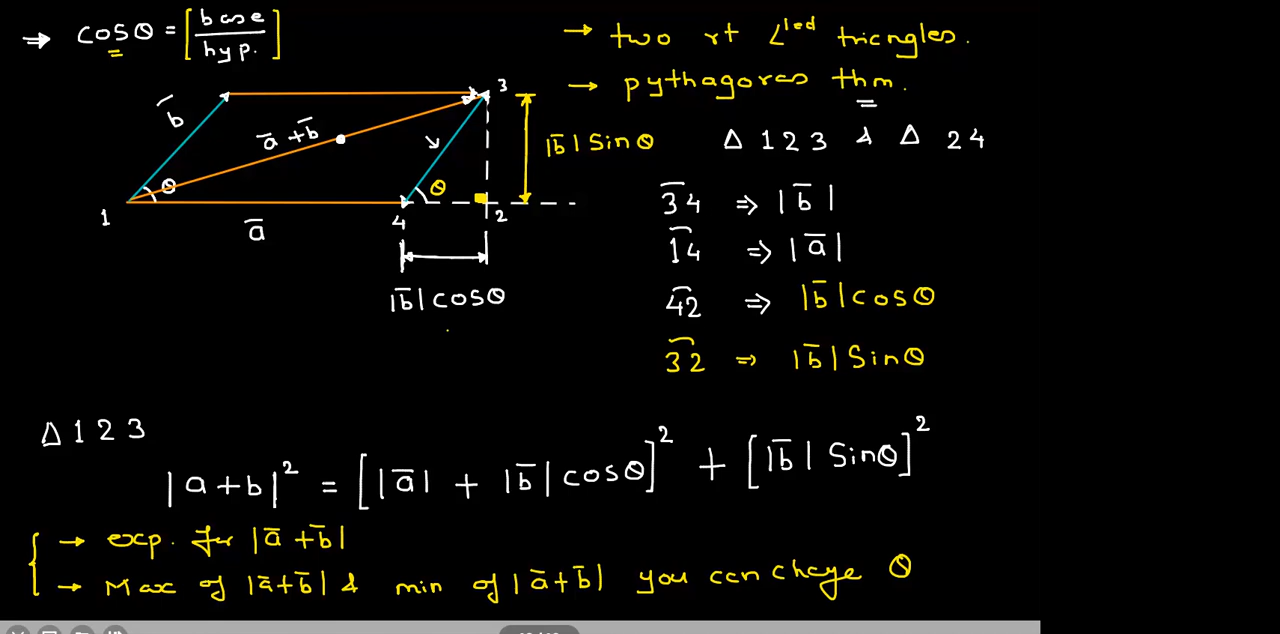 → cosθ = [base/hyp.]
→ two rt ∠led triangles.
→ pythagores thm.
b̄
ā + b̄
θ
3
|b̄| Sinθ
Δ 1 2 3 & Δ 2 4
1
ā
4
θ
2
|b̄| cosθ
34 ⇒ |b̄|
14 ⇒ |ā|
42 ⇒ |b̄| cosθ
32 ⇒ |b̄| Sinθ
Δ 1 2 3
|a+b|² = [|ā| + |b̄| cosθ]² + [|b̄| Sinθ]²
→ exp. for |ā+b̄|
→ Max of |ā+b̄| & min of |ā+b̄| you can chage θ